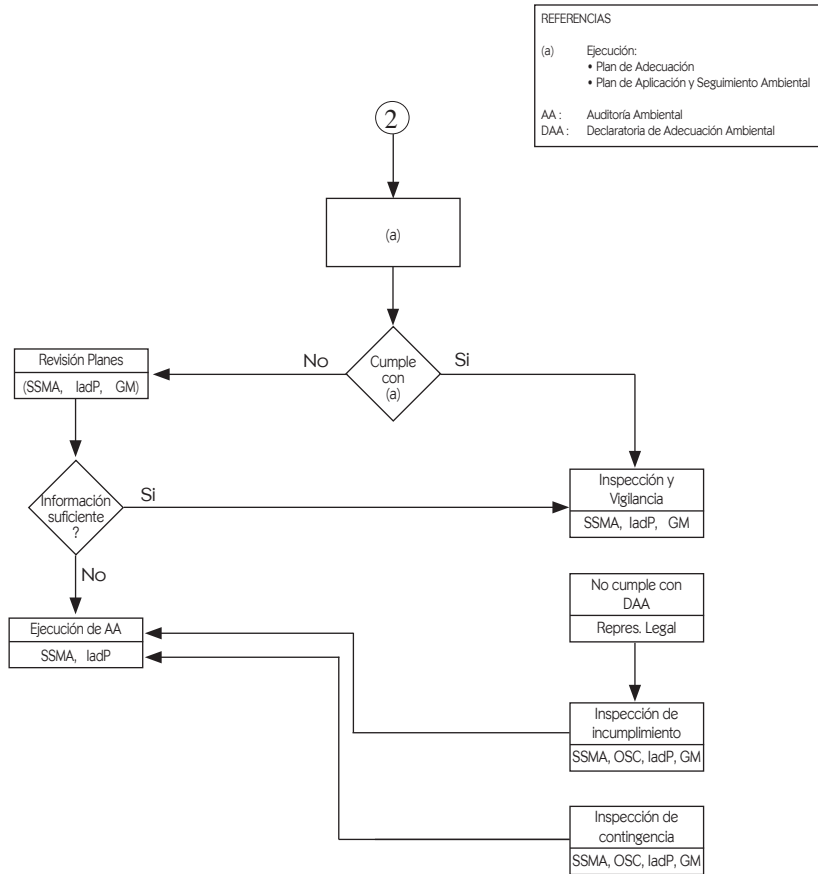 REFERENCIAS
(a) Ejecución:
• Plan de Adecuación
• Plan de Aplicación y Seguimiento Ambiental
AA : Auditoría Ambiental
DAA : Declaratoria de Adecuación Ambiental
2
(a)
Cumple
con
(a)
No
Si
Revisión Planes
(SSMA, IadP, GM)
Información
suficiente
?
Si
No
Inspección y
Vigilancia
SSMA, IadP, GM
No cumple con
DAA
Repres. Legal
Ejecución de AA
SSMA, IadP
Inspección de
incumplimiento
SSMA, OSC, IadP, GM
Inspección de
contingencia
SSMA, OSC, IadP, GM